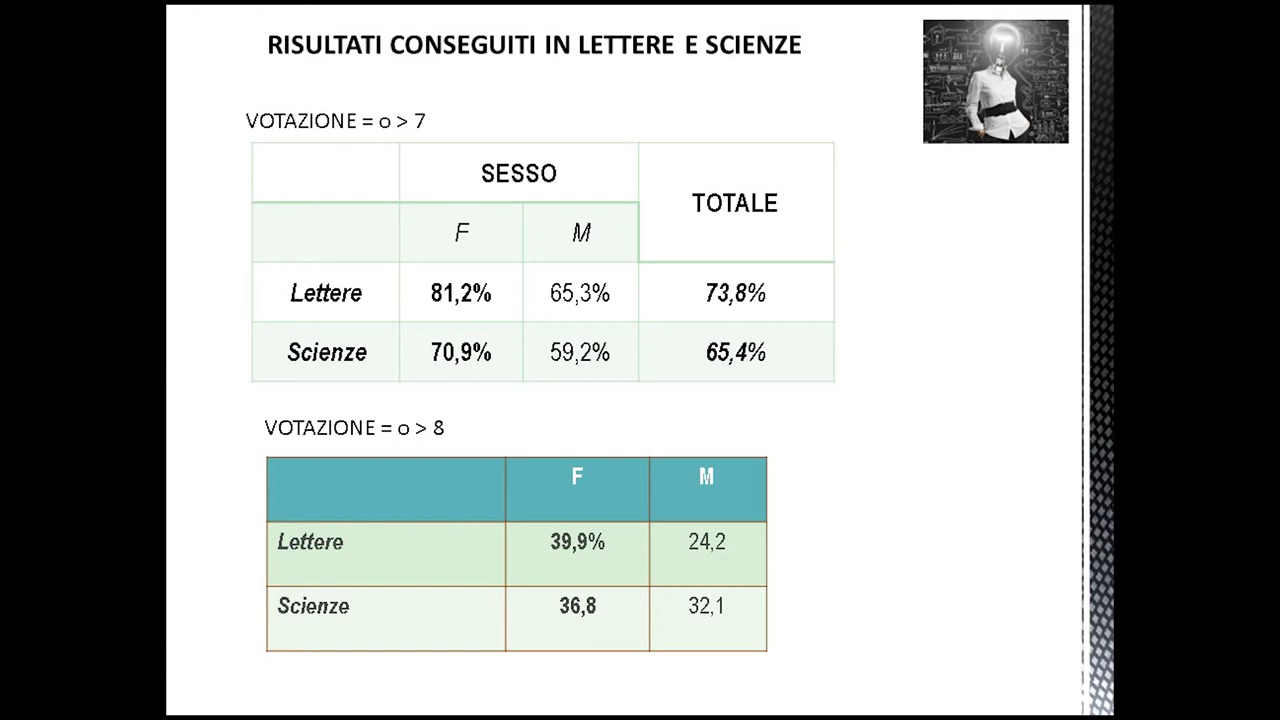 RISULTATI CONSEGUITI IN LETTERE E SCIENZE
VOTAZIONE = o > 7
SESSO
TOTALE
F M
Lettere 81,2% 65,3% 73,8%
Scienze 70,9% 59,2% 65,4%
VOTAZIONE = o > 8
F M
Lettere 39,9% 24,2
Scienze 36,8 32,1